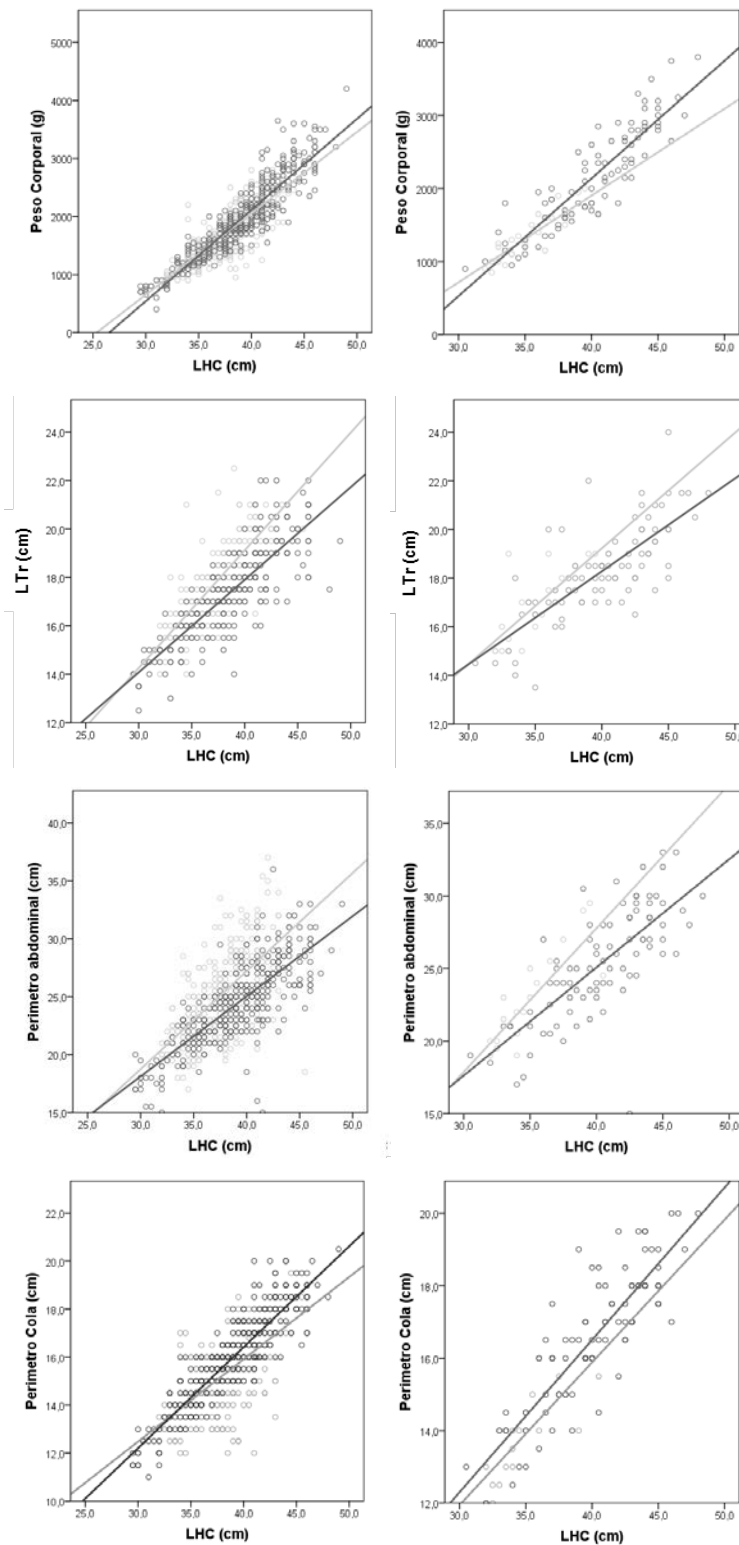 Peso Corporal (g)
5000
4000
3000
2000
1000
0
25,0 30,0 35,0 40,0 45,0 50,0
LHC (cm)
Peso Corporal (g)
4000
3000
2000
1000
0
30,0 35,0 40,0 45,0 50,0
LHC (cm)
LTr (cm)
24,0
22,0
20,0
18,0
16,0
14,0
12,0
25,0 30,0 35,0 40,0 45,0 50,0
LHC (cm)
LTr (cm)
24,0
22,0
20,0
18,0
16,0
14,0
12,0
30,0 35,0 40,0 45,0 50,0
LHC (cm)
Perimetro abdominal (cm)
40,0
35,0
30,0
25,0
20,0
15,0
25,0 30,0 35,0 40,0 45,0 50,0
LHC (cm)
Perimetro abdominal (cm)
35,0
30,0
25,0
20,0
15,0
30,0 35,0 40,0 45,0 50,0
LHC (cm)
Perimetro Cola (cm)
22,0
20,0
18,0
16,0
14,0
12,0
10,0
25,0 30,0 35,0 40,0 45,0 50,0
LHC (cm)
Perimetro Cola (cm)
20,0
18,0
16,0
14,0
12,0
30,0 35,0 40,0 45,0 50,0
LHC (cm)